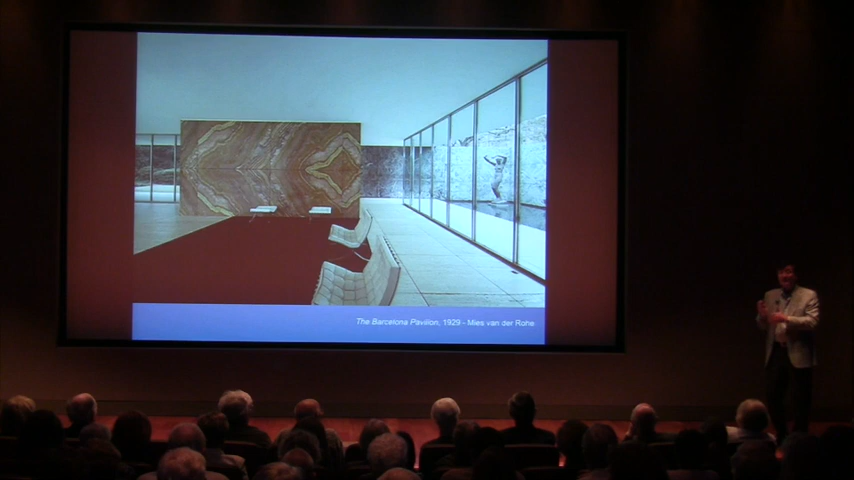 The Barcelona Pavilion, 1929 - Mies van der Rohe